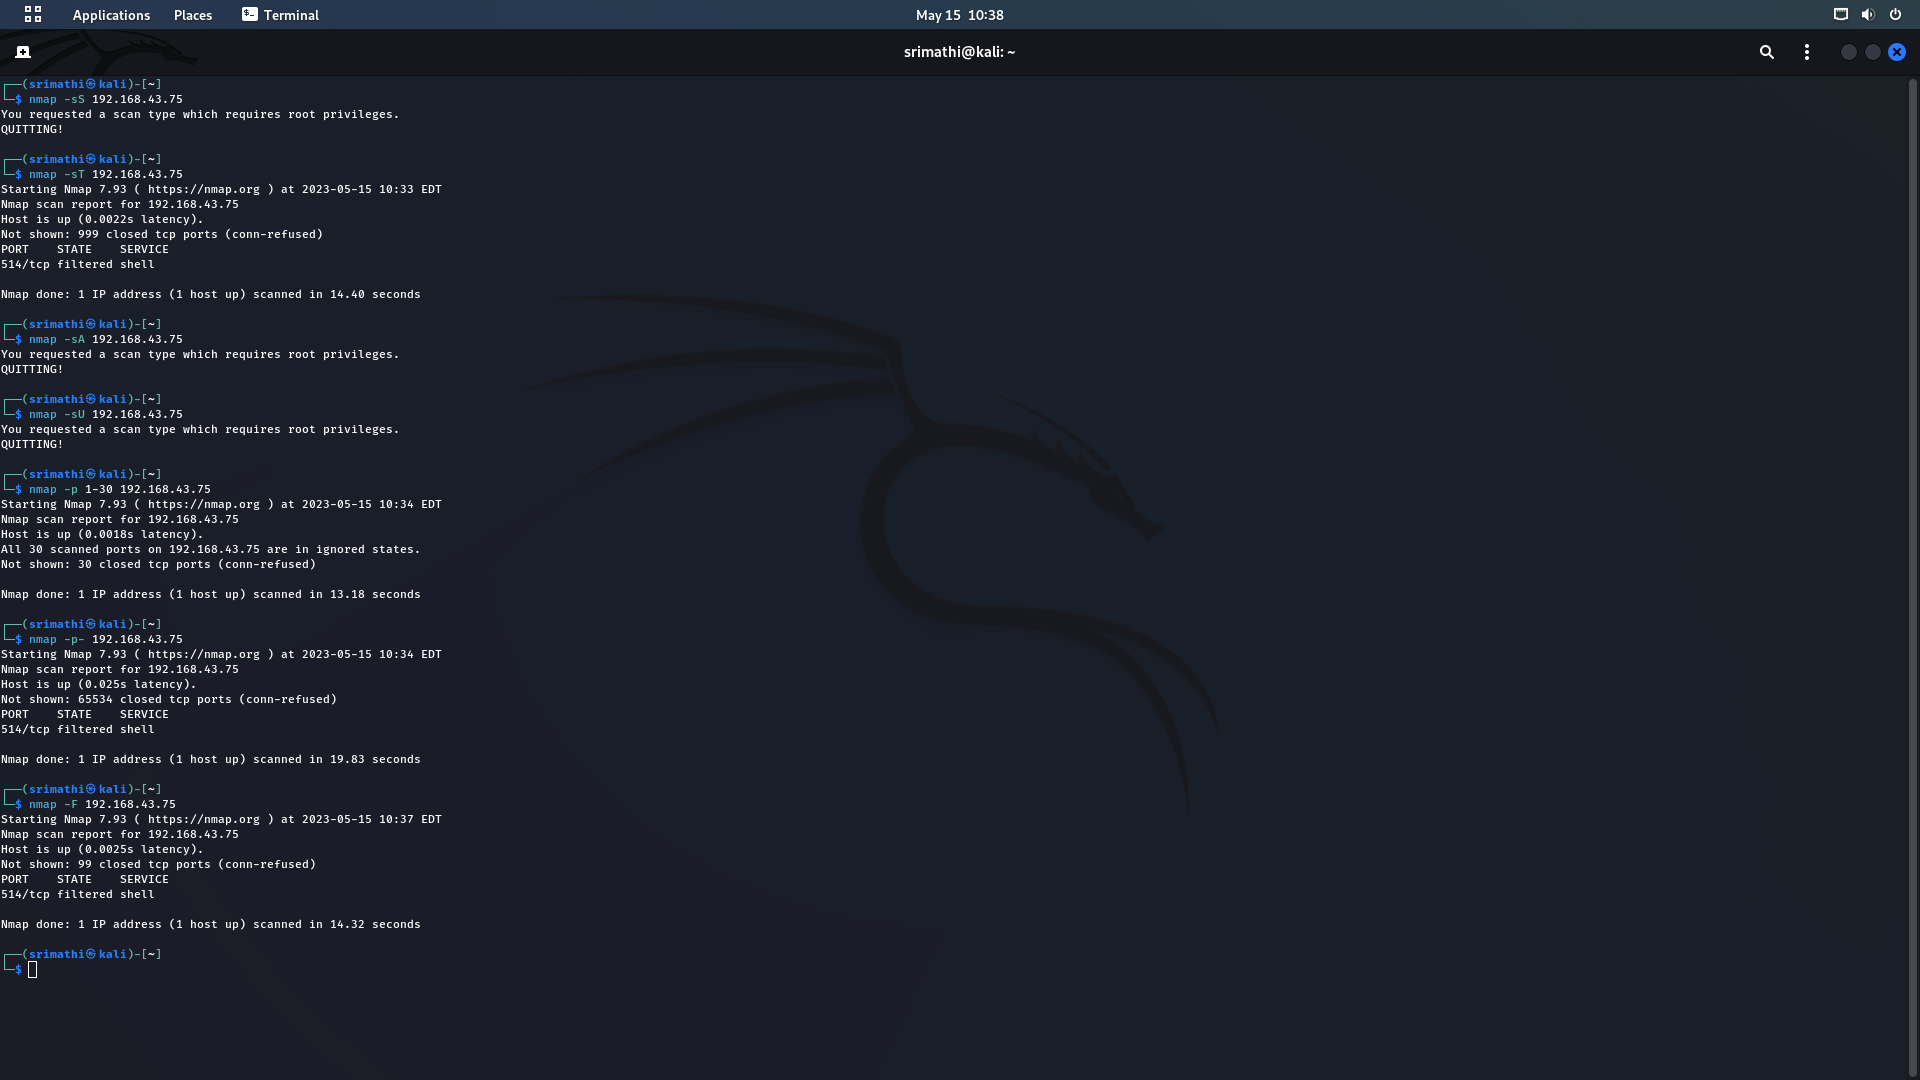 Applications Places Terminal May 15 10:38
srimathi@kali: ~
┌──(srimathi㉿kali)-[~]
└─$ nmap -sS 192.168.43.75
You requested a scan type which requires root privileges.
QUITTING!
┌──(srimathi㉿kali)-[~]
└─$ nmap -sT 192.168.43.75
Starting Nmap 7.93 ( https://nmap.org ) at 2023-05-15 10:33 EDT
Nmap scan report for 192.168.43.75
Host is up (0.0022s latency).
Not shown: 999 closed tcp ports (conn-refused)
PORT    STATE    SERVICE
514/tcp filtered shell
Nmap done: 1 IP address (1 host up) scanned in 14.40 seconds
┌──(srimathi㉿kali)-[~]
└─$ nmap -sA 192.168.43.75
You requested a scan type which requires root privileges.
QUITTING!
┌──(srimathi㉿kali)-[~]
└─$ nmap -sU 192.168.43.75
You requested a scan type which requires root privileges.
QUITTING!
┌──(srimathi㉿kali)-[~]
└─$ nmap -p 1-30 192.168.43.75
Starting Nmap 7.93 ( https://nmap.org ) at 2023-05-15 10:34 EDT
Nmap scan report for 192.168.43.75
Host is up (0.0018s latency).
All 30 scanned ports on 192.168.43.75 are in ignored states.
Not shown: 30 closed tcp ports (conn-refused)
Nmap done: 1 IP address (1 host up) scanned in 13.18 seconds
┌──(srimathi㉿kali)-[~]
└─$ nmap -p- 192.168.43.75
Starting Nmap 7.93 ( https://nmap.org ) at 2023-05-15 10:34 EDT
Nmap scan report for 192.168.43.75
Host is up (0.025s latency).
Not shown: 65534 closed tcp ports (conn-refused)
PORT    STATE    SERVICE
514/tcp filtered shell
Nmap done: 1 IP address (1 host up) scanned in 19.83 seconds
┌──(srimathi㉿kali)-[~]
└─$ nmap -F 192.168.43.75
Starting Nmap 7.93 ( https://nmap.org ) at 2023-05-15 10:37 EDT
Nmap scan report for 192.168.43.75
Host is up (0.0025s latency).
Not shown: 99 closed tcp ports (conn-refused)
PORT    STATE    SERVICE
514/tcp filtered shell
Nmap done: 1 IP address (1 host up) scanned in 14.32 seconds
┌──(srimathi㉿kali)-[~]
└─$